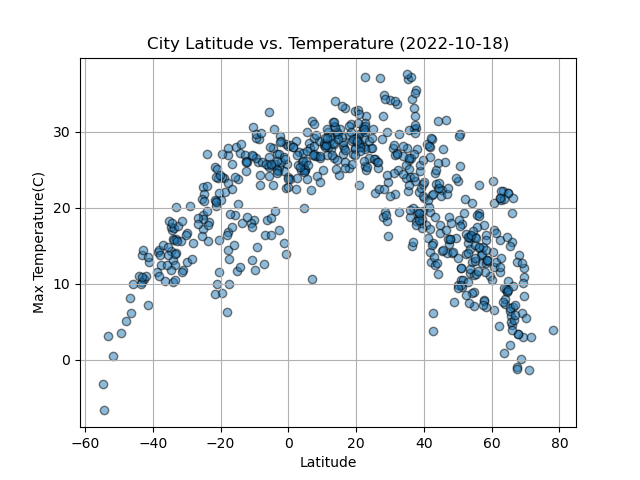 City Latitude vs. Temperature (2022-10-18)
Max Temperature(C)
30
20
10
0
−60 −40 −20 0 20 40 60 80
Latitude